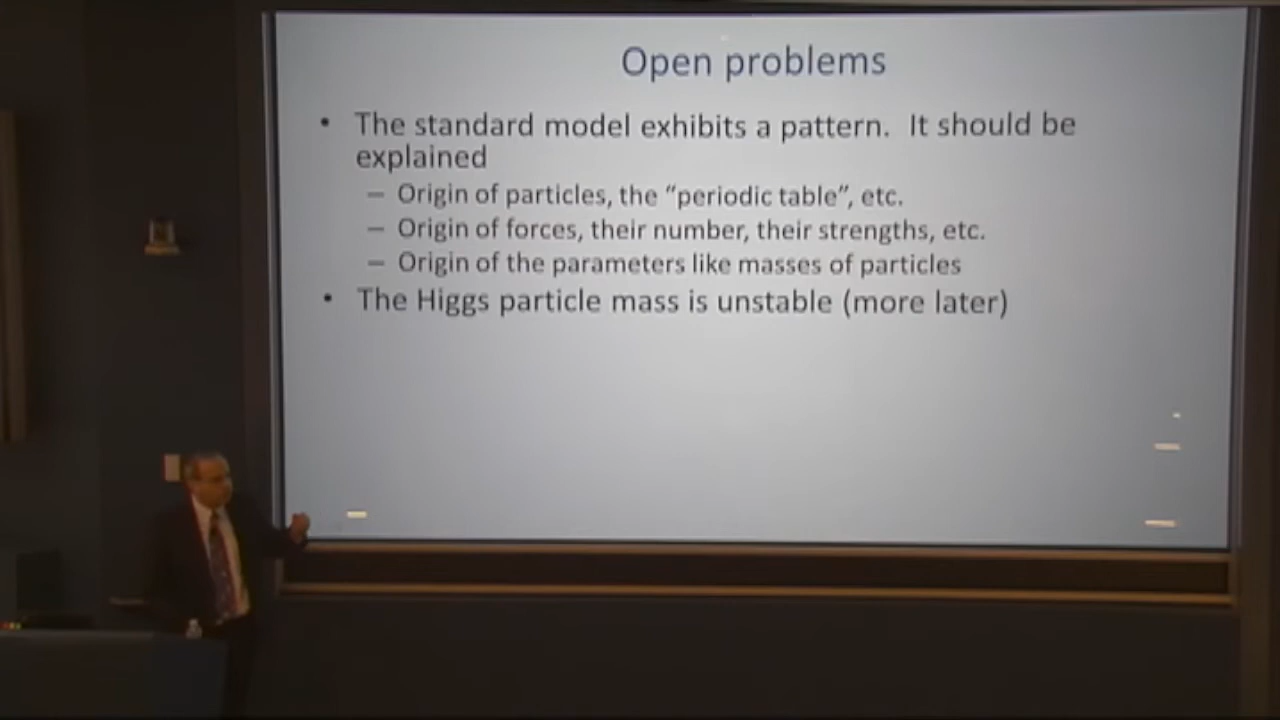 Open problems
• The standard model exhibits a pattern. It should be
explained
– Origin of particles, the “periodic table”, etc.
– Origin of forces, their number, their strengths, etc.
– Origin of the parameters like masses of particles
• The Higgs particle mass is unstable (more later)